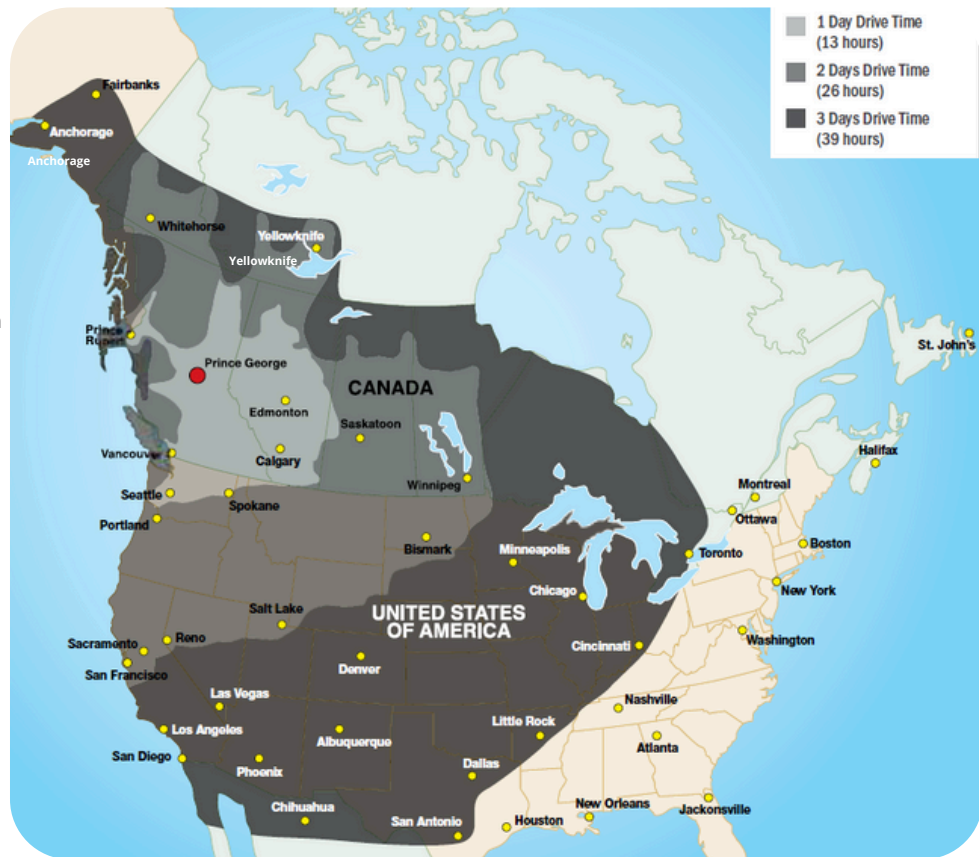 1 Day Drive Time
(13 hours)
2 Days Drive Time
(26 hours)
3 Days Drive Time
(39 hours)
Fairbanks
Anchorage
Anchorage
Whitehorse
Yellowknife
Yellowknife
Prince
Rupert
Prince George
CANADA
Edmonton
Saskatoon
Calgary
Vancouver
Winnipeg
St. John's
Halifax
Montreal
Ottawa
Seattle
Spokane
Portland
Bismark
Minneapolis
Toronto
Boston
Chicago
New York
Salt Lake
UNITED STATES
OF AMERICA
Reno
Sacramento
San Francisco
Cincinnati
Washington
Denver
Las Vegas
Nashville
Los Angeles
Albuquerque
Little Rock
Atlanta
San Diego
Phoenix
Dallas
Chihuahua
San Antonio
Houston
New Orleans
Jackonsville